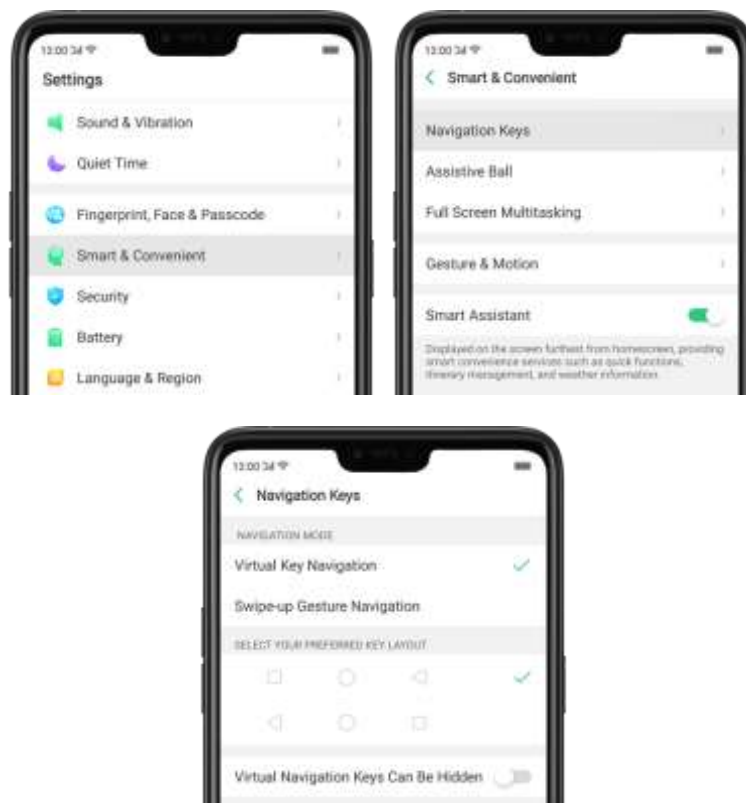 13:00
Settings
Sound & Vibration
Quiet Time
Fingerprint, Face & Passcode
Smart & Convenient
Security
Battery
Language & Region
13:00
Smart & Convenient
Navigation Keys
Assistive Ball
Full Screen Multitasking
Gesture & Motion
Smart Assistant
Displayed on the screen furthest from homescreen, providing
smart convenience services such as quick functions,
itinerary management, and weather information.
13:00
Navigation Keys
NAVIGATION MODE
Virtual Key Navigation
Swipe-up Gesture Navigation
SELECT YOUR PREFERRED KEY LAYOUT
Virtual Navigation Keys Can Be Hidden